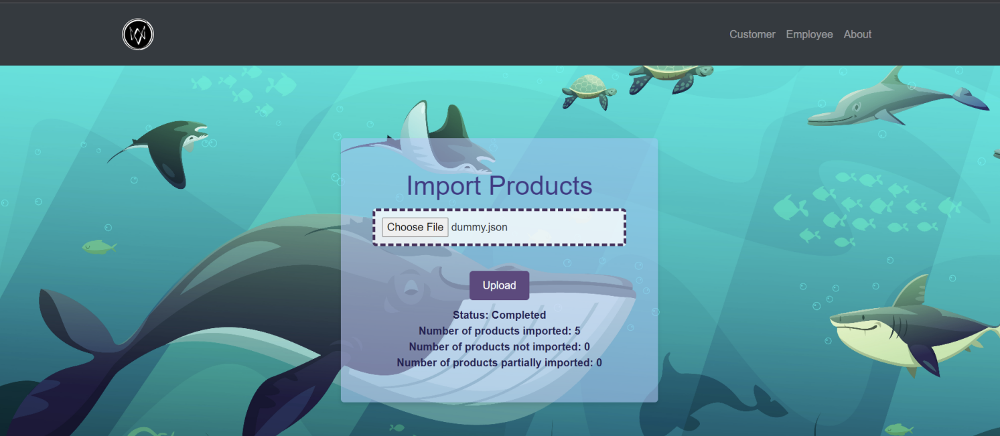 Customer Employee About
Import Products
Choose File dummy.json
Upload
Status: Completed
Number of products imported: 5
Number of products not imported: 0
Number of products partially imported: 0